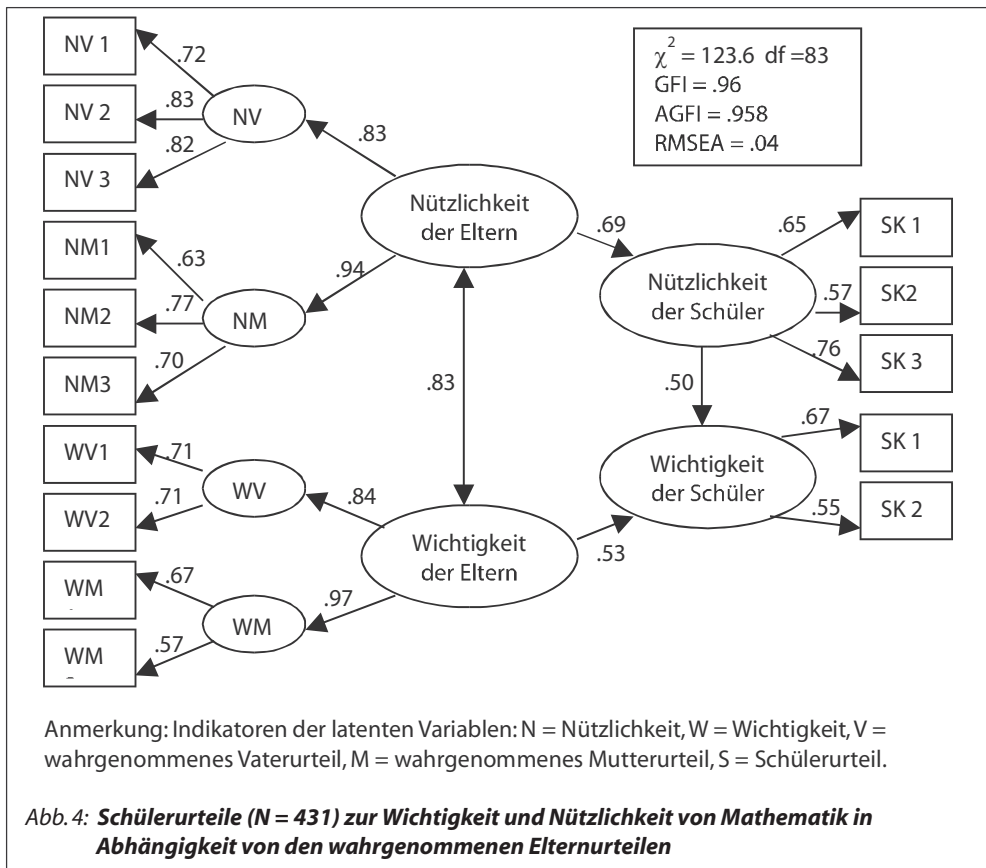 NV 1
.72
NV 2
.83
NV
NV 3
.82
.83
χ² = 123.6 df =83
GFI = .96
AGFI = .958
RMSEA = .04
Nützlichkeit
der Eltern
NM1
.63
NM2
.77
NM
NM3
.70
.94
.69
Nützlichkeit
der Schüler
.65
SK 1
.57
SK2
.76
SK 3
.83
.50
WV1
.71
WV
WV2
.71
.84
Wichtigkeit
der Eltern
.53
Wichtigkeit
der Schüler
.67
SK 1
.55
SK 2
WM
.67
WM
WM
.57
.97
Anmerkung: Indikatoren der latenten Variablen: N = Nützlichkeit, W = Wichtigkeit, V =
wahrgenommenes Vaterurteil, M = wahrgenommenes Mutterurteil, S = Schülerurteil.
Abb. 4: Schülerurteile (N = 431) zur Wichtigkeit und Nützlichkeit von Mathematik in
Abhängigkeit von den wahrgenommenen Elternurteilen